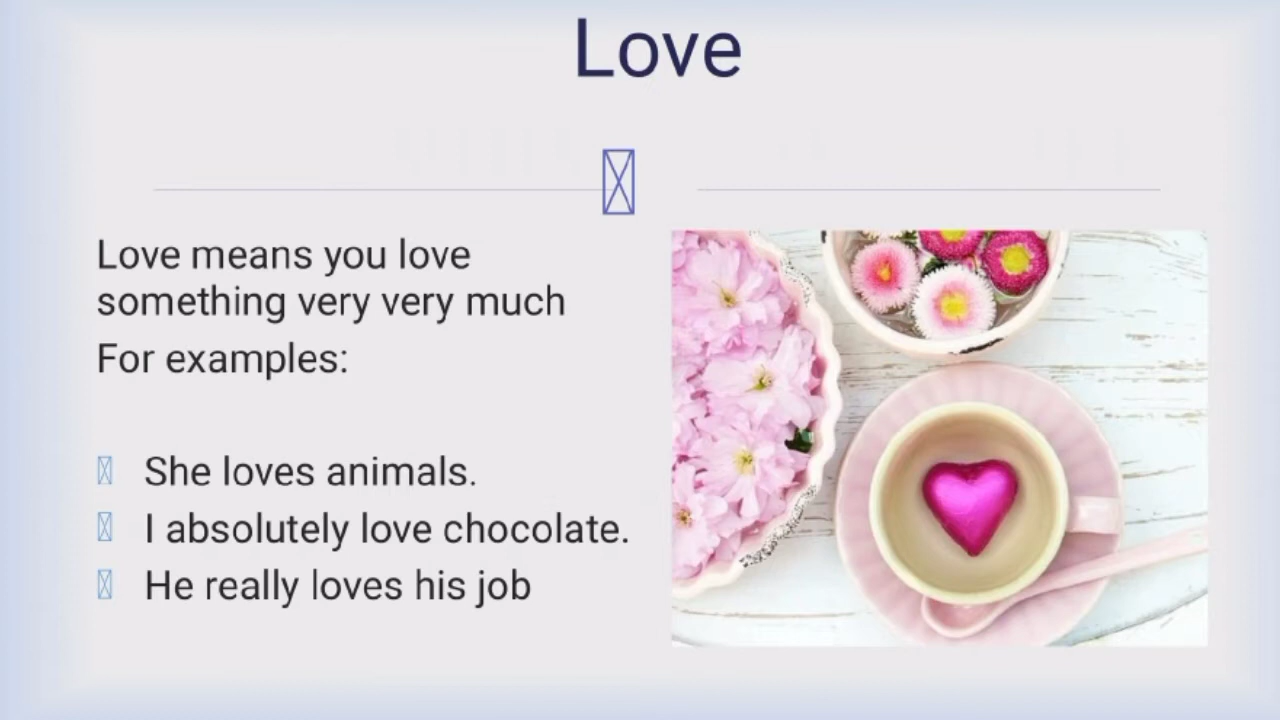 Love
Love means you love
something very very much
For examples:
She loves animals.
I absolutely love chocolate.
He really loves his job